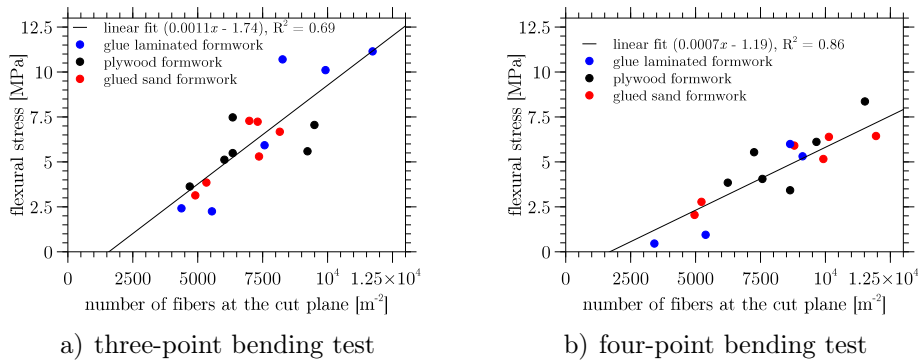 12.5
10
7.5
5
2.5
0
flexural stress [MPa]
linear fit (0.0011x - 1.74), R² = 0.69
glue laminated formwork
plywood formwork
glued sand formwork
0 2500 5000 7500 10⁴ 1.25×10⁴
number of fibers at the cut plane [m⁻²]
a) three-point bending test
12.5
10
7.5
5
2.5
0
flexural stress [MPa]
linear fit (0.0007x - 1.19), R² = 0.86
glue laminated formwork
plywood formwork
glued sand formwork
0 2500 5000 7500 10⁴ 1.25×10⁴
number of fibers at the cut plane [m⁻²]
b) four-point bending test